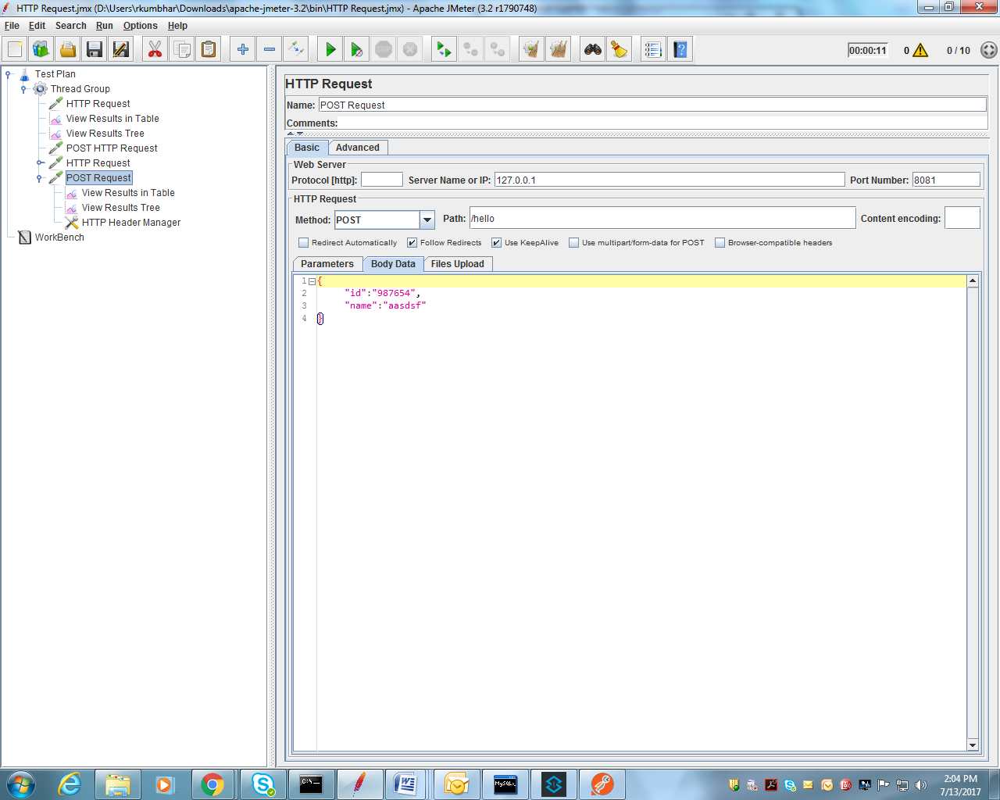 HTTP Request.jmx (D:\Users\rkumbhar\Downloads\apache-jmeter-3.2\bin\HTTP Request.jmx) - Apache JMeter (3.2 r1790748)
File Edit Search Run Options Help
00:00:11 0 0 / 10
Test Plan
Thread Group
HTTP Request
View Results in Table
View Results Tree
POST HTTP Request
HTTP Request
POST Request
View Results in Table
View Results Tree
HTTP Header Manager
WorkBench
HTTP Request
Name: POST Request
Comments:
Basic Advanced
Web Server
Protocol [http]: Server Name or IP: 127.0.0.1 Port Number: 8081
HTTP Request
Method: POST Path: /hello Content encoding:
Redirect Automatically Follow Redirects Use KeepAlive Use multipart/form-data for POST Browser-compatible headers
Parameters Body Data Files Upload
1 {
2 "id":"987654",
3 "name":"aasdsf"
4 }
C:\_
MySQL
2:04 PM
7/13/2017